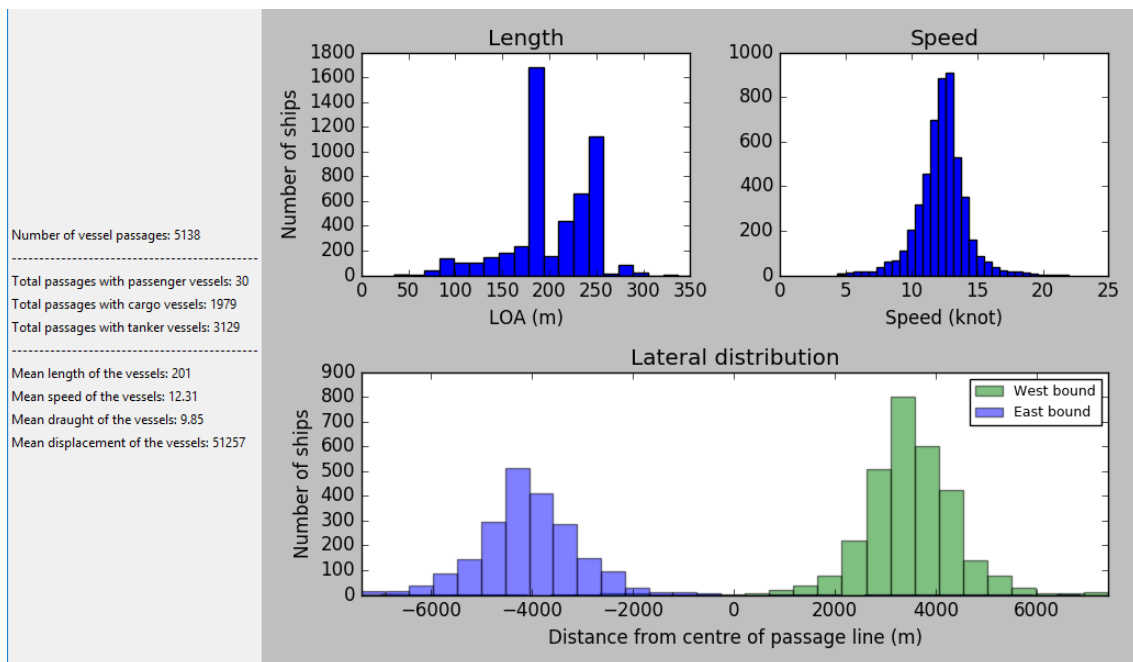 Number of vessel passages: 5138
------------------------------------------------
Total passages with passenger vessels: 30
Total passages with cargo vessels: 1979
Total passages with tanker vessels: 3129
------------------------------------------------
Mean length of the vessels: 201
Mean speed of the vessels: 12.31
Mean draught of the vessels: 9.85
Mean displacement of the vessels: 51257
Length
Number of ships
1800
1600
1400
1200
1000
800
600
400
200
0
0 50 100 150 200 250 300 350
LOA (m)
Speed
1000
800
600
400
200
0
0 5 10 15 20 25
Speed (knot)
Lateral distribution
Number of ships
900
800
700
600
500
400
300
200
100
0
West bound
East bound
−6000 −4000 −2000 0 2000 4000 6000
Distance from centre of passage line (m)